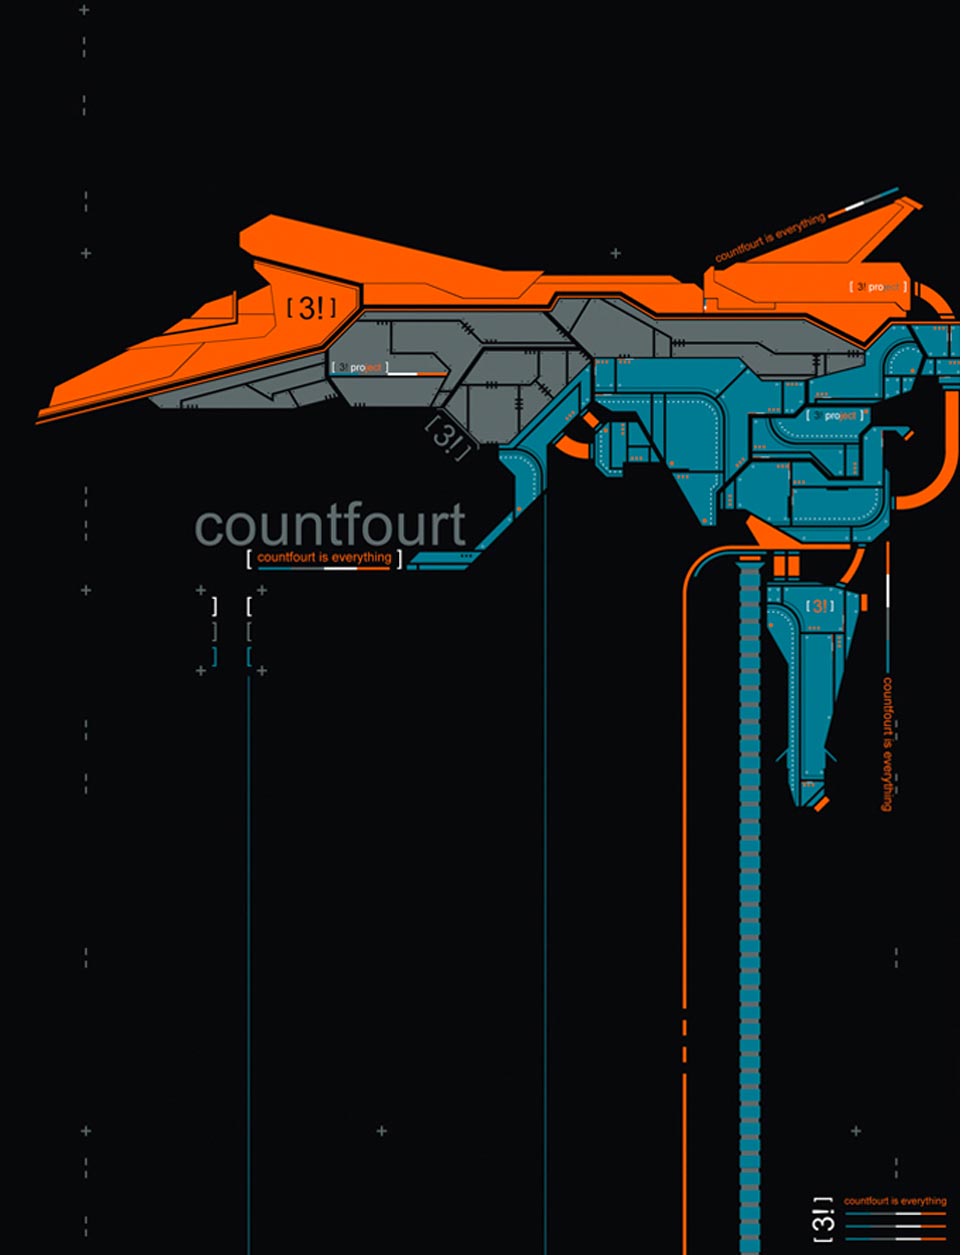 countfourt is everything
[ 3! project ]
[ 3! ]
[ 3! project ]
[ 3! project ]
[ 3! ]
countfourt
[ countfourt is everything ]
[ 3! ]
] [
] [
] [
countfourt is everything
countfourt is everything
[ 3! ]